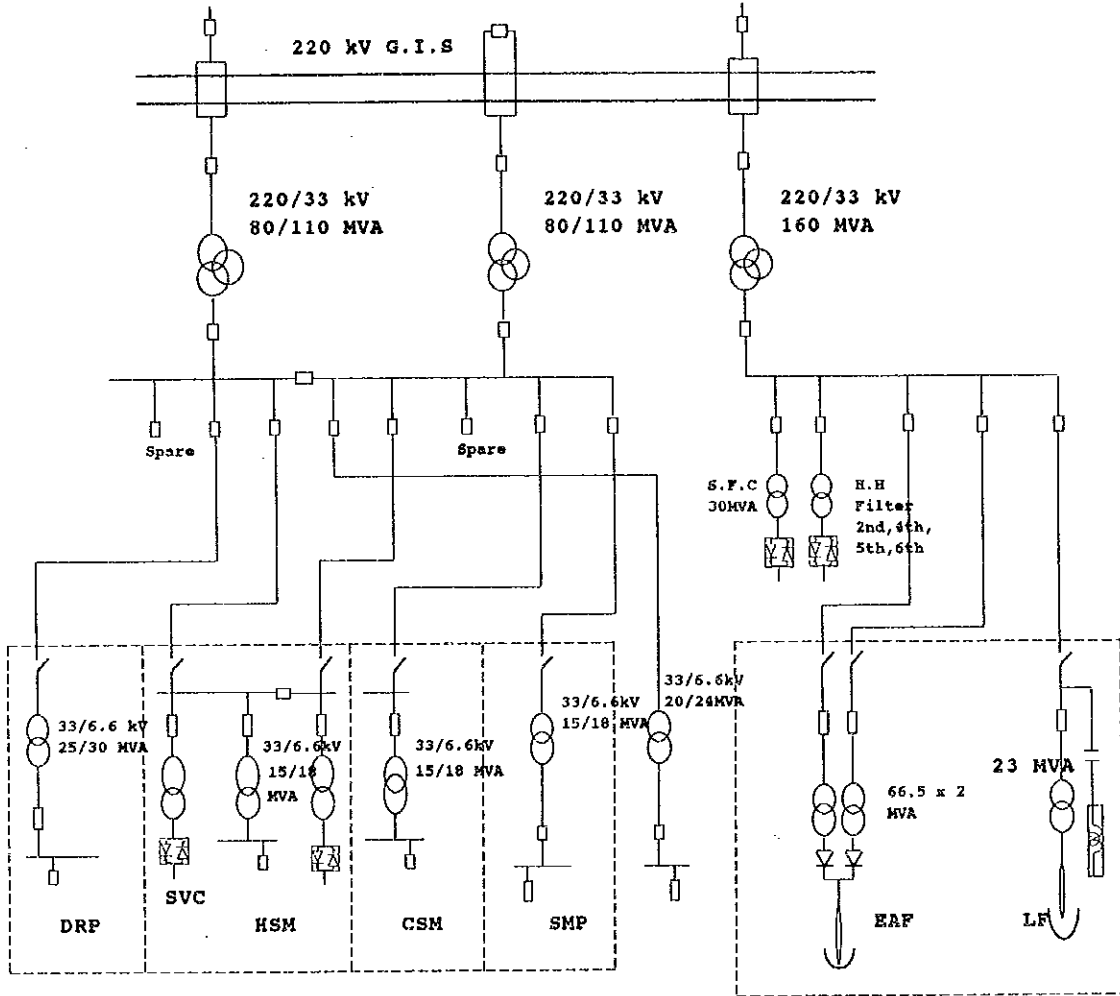 220 kV G.I.S
220/33 kV
80/110 MVA
220/33 kV
80/110 MVA
220/33 kV
160 MVA
Spare
Spare
S.F.C
30MVA
H.H
Filter
2nd,4th,
5th,6th
33/6.6 kV
25/30 MVA
33/6.6kV
15/18
MVA
33/6.6kV
15/18 MVA
33/6.6kV
15/18 MVA
33/6.6kV
20/24MVA
66.5 x 2
MVA
23 MVA
SVC
DRP
HSM
CSM
SMP
EAF
LF